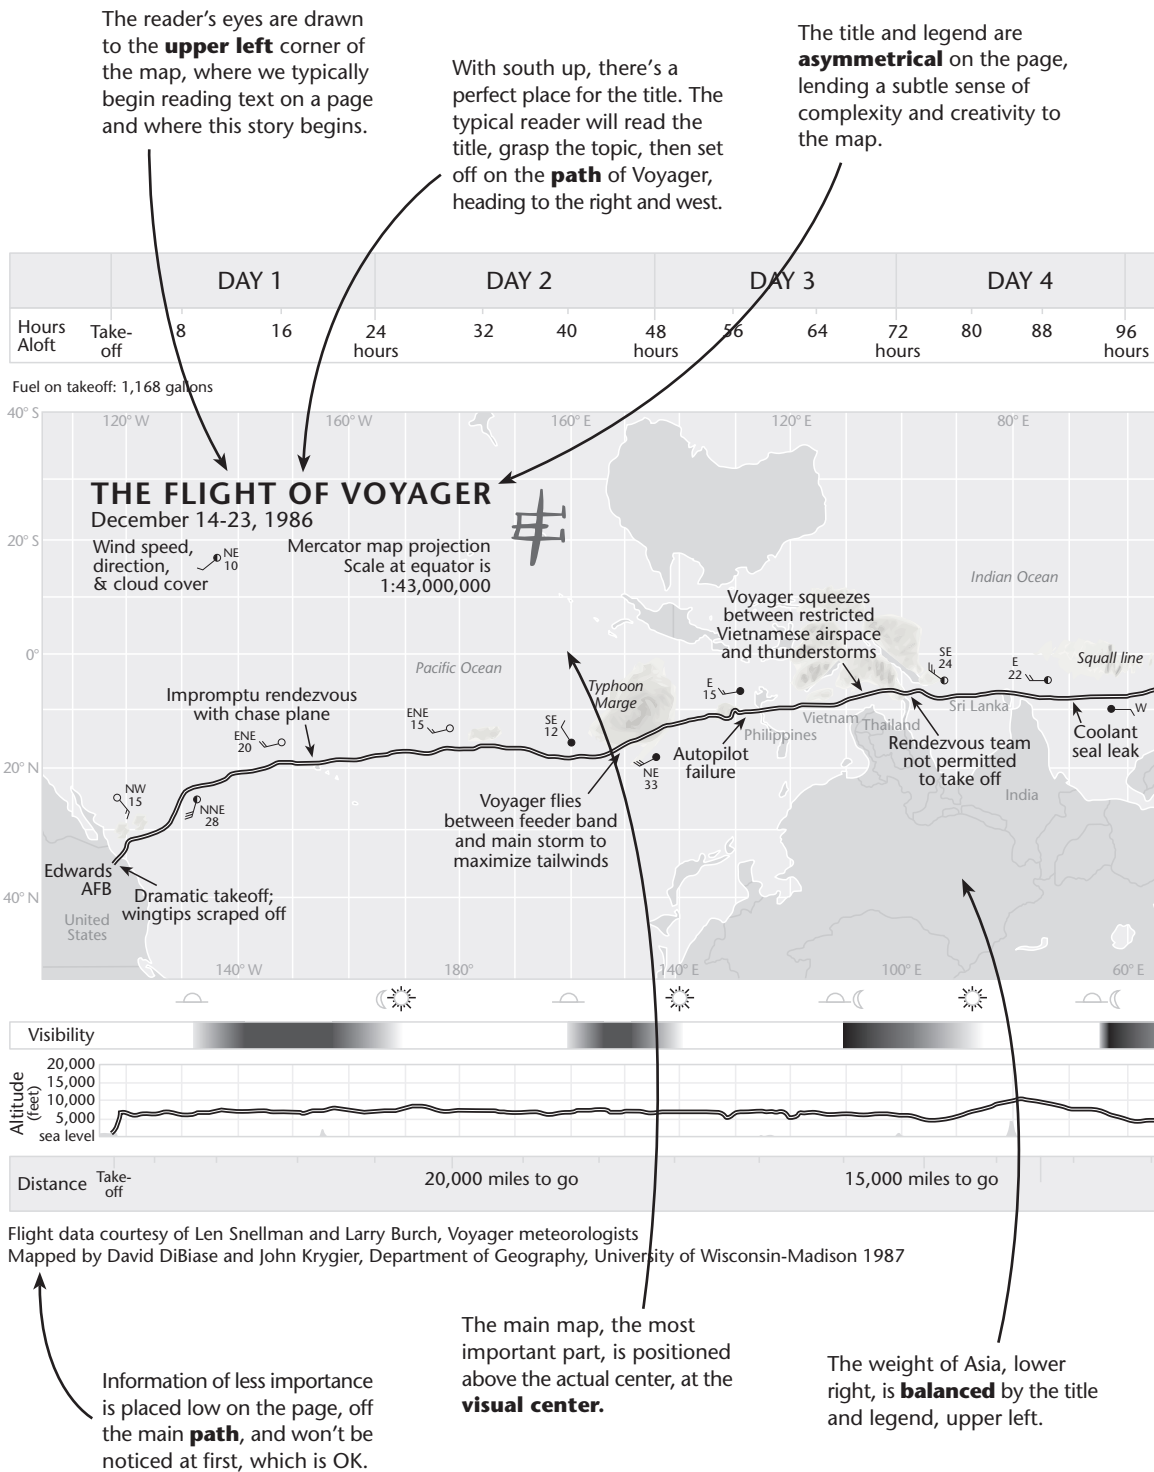 The reader’s eyes are drawn
to the upper left corner of
the map, where we typically
begin reading text on a page
and where this story begins.
With south up, there’s a
perfect place for the title. The
typical reader will read the
title, grasp the topic, then set
off on the path of Voyager,
heading to the right and west.
The title and legend are
asymmetrical on the page,
lending a subtle sense of
complexity and creativity to
the map.
DAY 1
DAY 2
DAY 3
DAY 4
Hours
Aloft
Take-
off
8
16
24
hours
32
40
48
hours
56
64
72
hours
80
88
96
hours
Fuel on takeoff: 1,168 gallons
40° S
120° W
160° W
160° E
120° E
80° E
THE FLIGHT OF VOYAGER
December 14-23, 1986
Wind speed,
direction,
& cloud cover
NE
10
Mercator map projection
Scale at equator is
1:43,000,000
20° S
Indian Ocean
Voyager squeezes
between restricted
Vietnamese airspace
and thunderstorms
0°
Pacific Ocean
Typhoon
Marge
SE
24
E
22
Squall line
Impromptu rendezvous
with chase plane
E
15
ENE
15
SE
12
ENE
20
W
Sri Lanka
Vietnam
Thailand
Philippines
Coolant
seal leak
Autopilot
failure
Rendezvous team
not permitted
to take off
20° N
NE
33
India
NW
15
NNE
28
Voyager flies
between feeder band
and main storm to
maximize tailwinds
Edwards
AFB
Dramatic takeoff;
wingtips scraped off
40° N
United
States
140° W
180°
140° E
100° E
60° E
Visibility
Altitude
(feet)
20,000
15,000
10,000
5,000
sea level
Distance
Take-
off
20,000 miles to go
15,000 miles to go
Flight data courtesy of Len Snellman and Larry Burch, Voyager meteorologists
Mapped by David DiBiase and John Krygier, Department of Geography, University of Wisconsin-Madison 1987
Information of less importance
is placed low on the page, off
the main path, and won’t be
noticed at first, which is OK.
The main map, the most
important part, is positioned
above the actual center, at the
visual center.
The weight of Asia, lower
right, is balanced by the title
and legend, upper left.